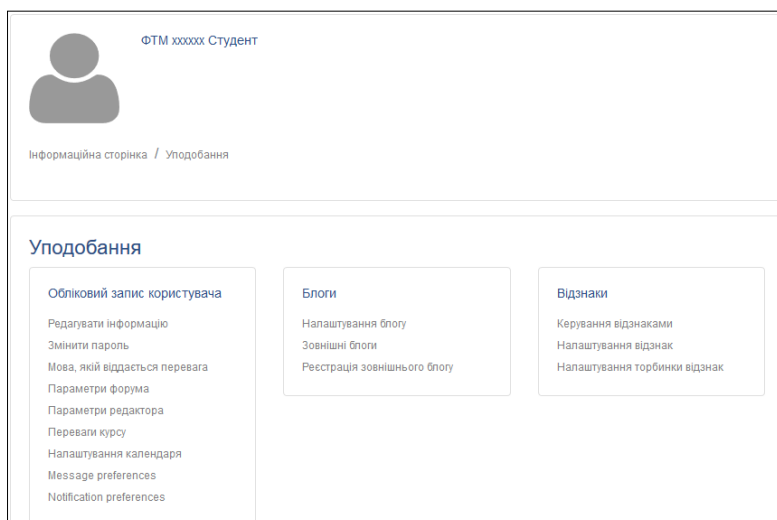 ФТМ xxxxxx Студент
Інформаційна сторінка / Уподобання
Уподобання
Обліковий запис користувача
Редагувати інформацію
Змінити пароль
Мова, якій віддається перевага
Параметри форума
Параметри редактора
Переваги курсу
Налаштування календаря
Message preferences
Notification preferences
Блоги
Налаштування блогу
Зовнішні блоги
Реєстрація зовнішнього блогу
Відзнаки
Керування відзнаками
Налаштування відзнак
Налаштування торбинки відзнак